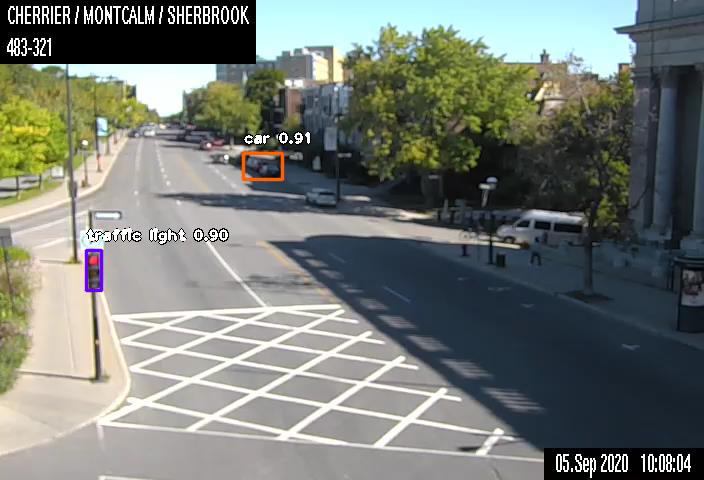 CHERRIER / MONTCALM / SHERBROOK
483-321
car 0.91
traffic light 0.90
05.Sep 2020 10:08:04